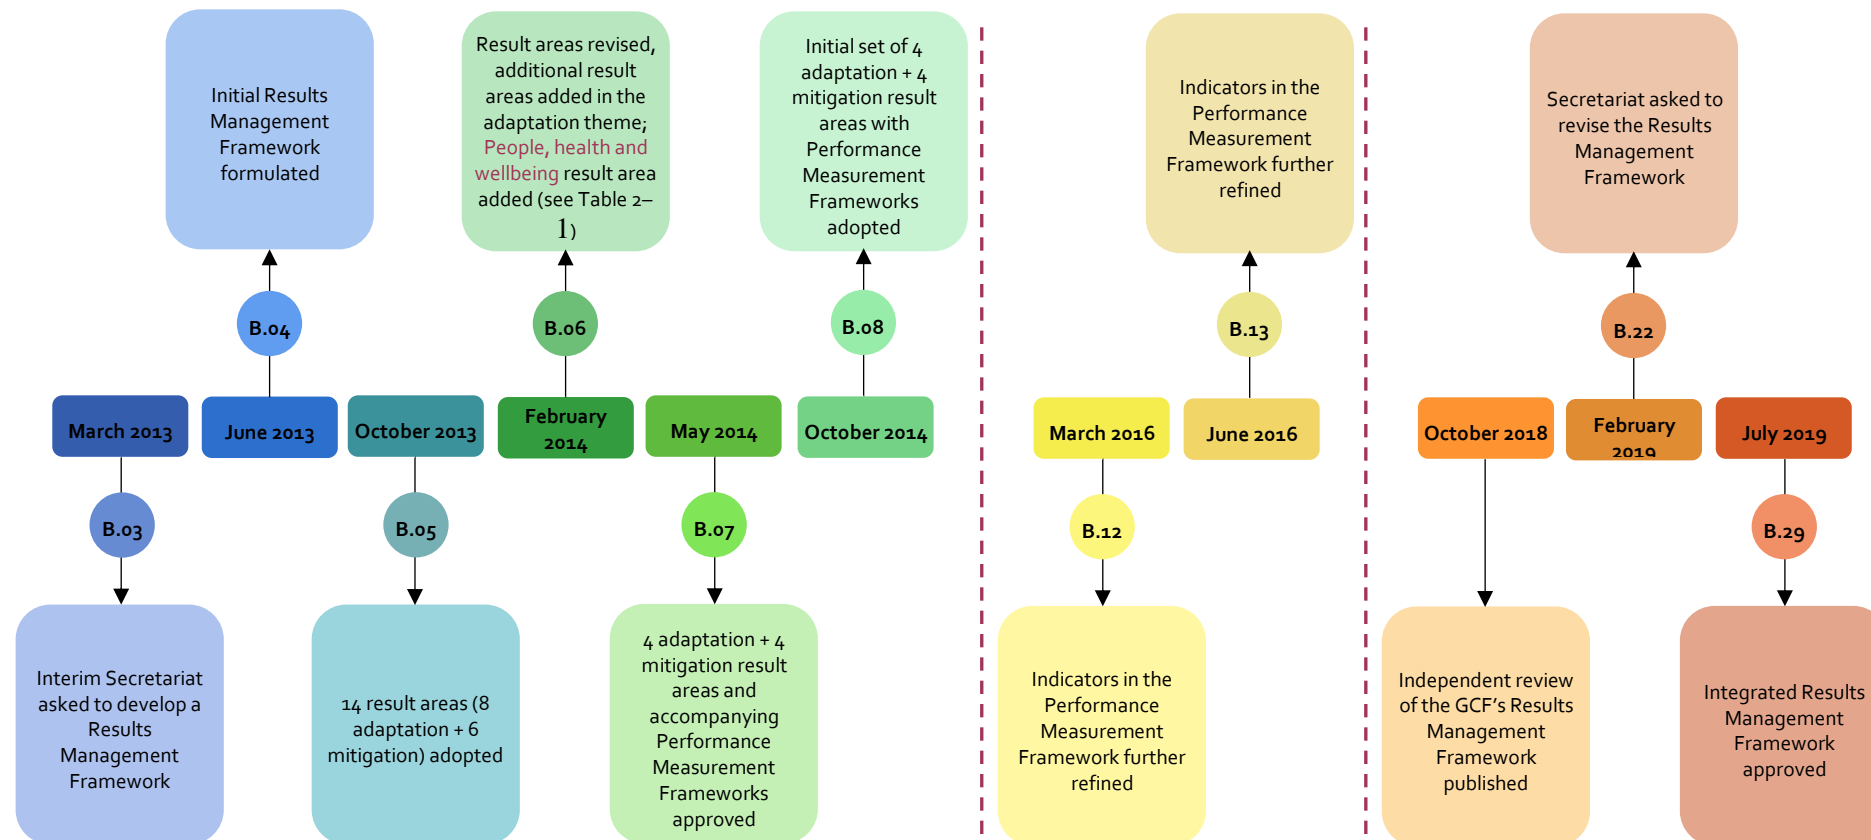 Initial Results
Management
Framework
formulated
Result areas revised,
additional result
areas added in the
adaptation theme;
People, health and
wellbeing result area
added (see Table 2–
1)
Initial set of 4
adaptation + 4
mitigation result
areas with
Performance
Measurement
Frameworks
adopted
Indicators in the
Performance
Measurement
Framework further
refined
Secretariat asked to
revise the Results
Management
Framework
B.04
B.06
B.08
B.13
B.22
March 2013
June 2013
October 2013
February
2014
May 2014
October 2014
March 2016
June 2016
October 2018
February
2019
July 2019
B.03
B.05
B.07
B.12
B.29
Interim Secretariat
asked to develop a
Results
Management
Framework
14 result areas (8
adaptation + 6
mitigation) adopted
4 adaptation + 4
mitigation result
areas and
accompanying
Performance
Measurement
Frameworks
approved
Indicators in the
Performance
Measurement
Framework further
refined
Independent review
of the GCF's Results
Management
Framework
published
Integrated Results
Management
Framework
approved